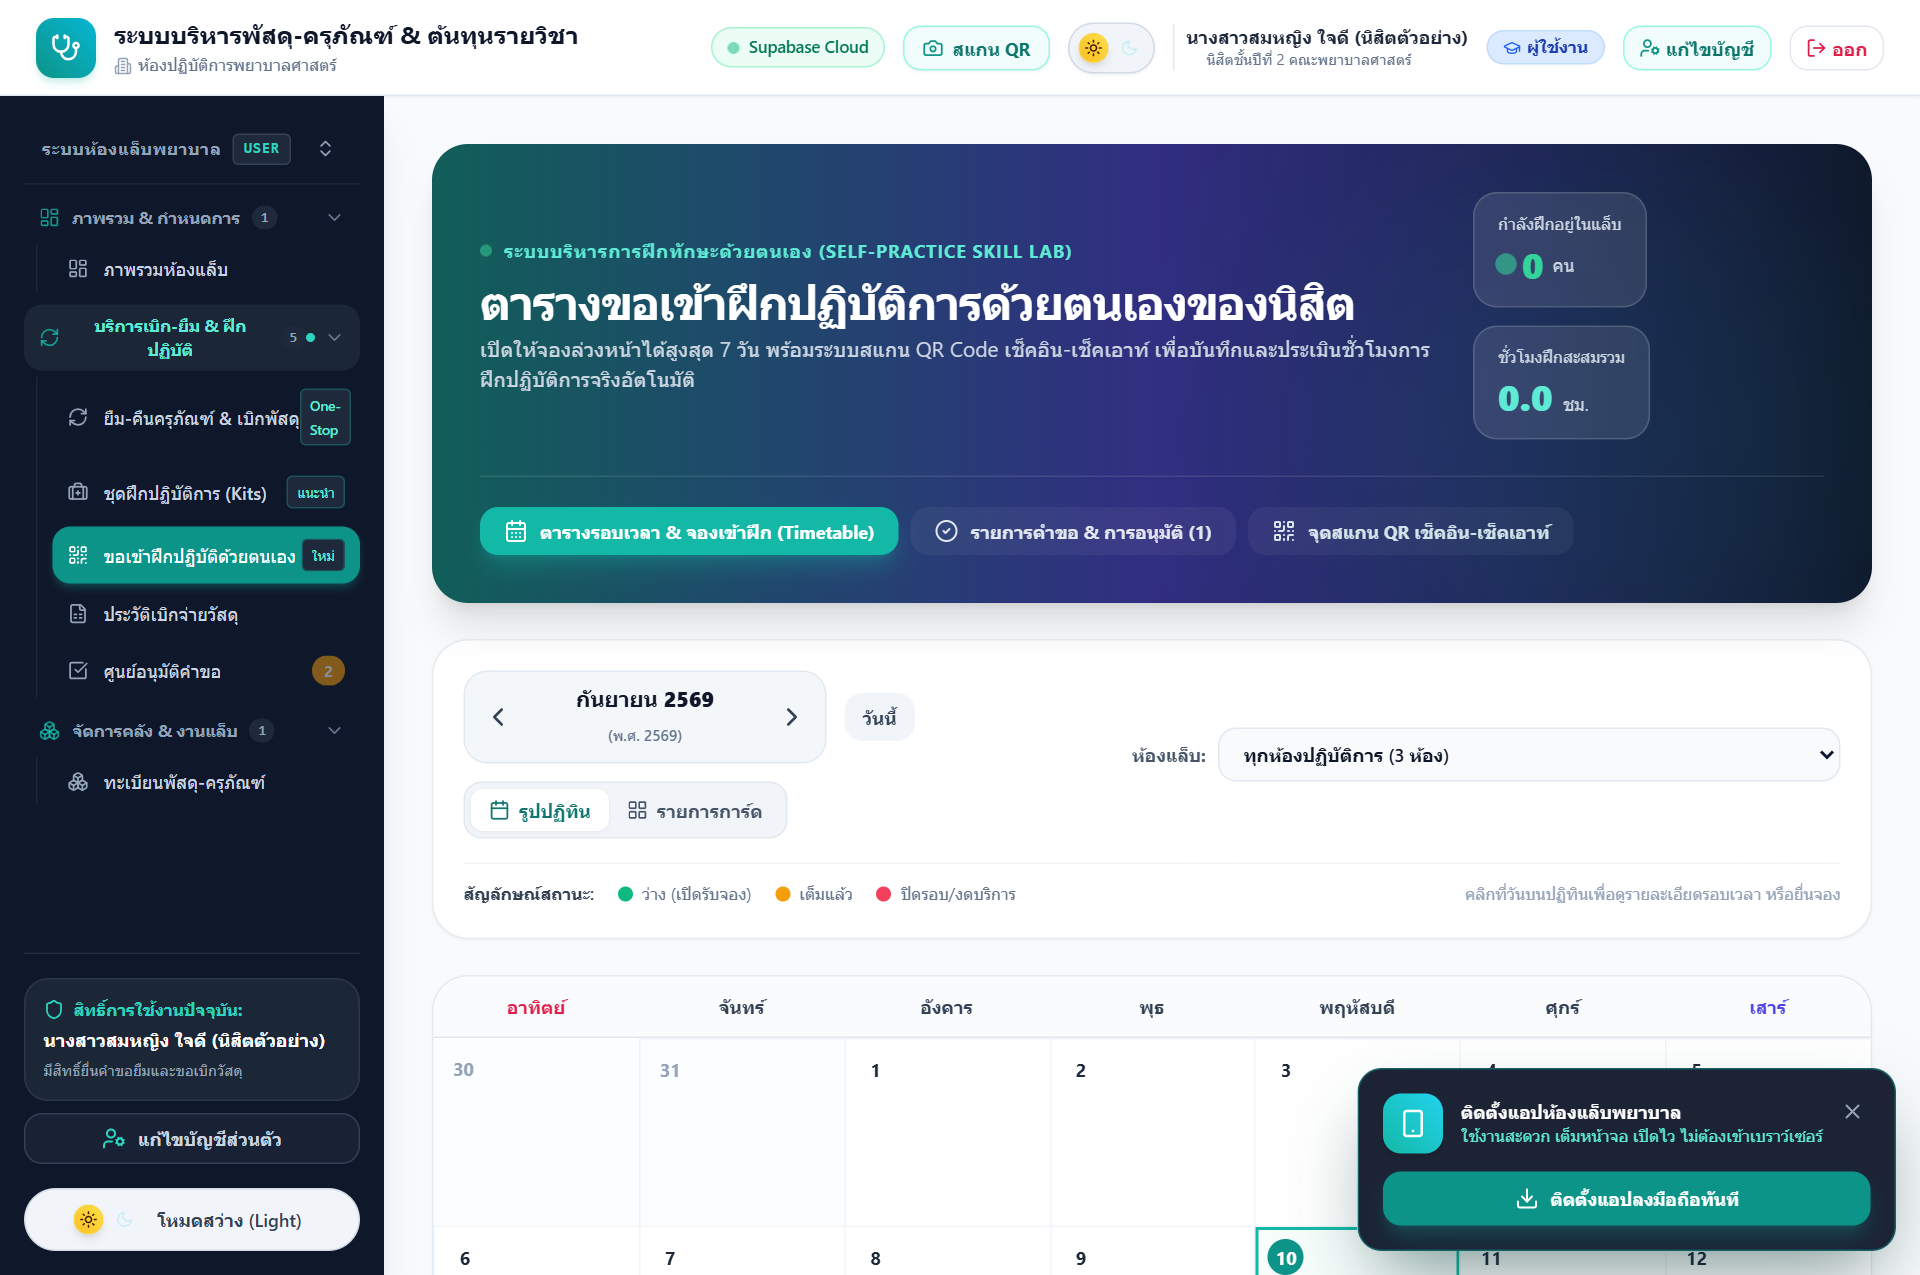 ระบบบริหารพัสดุ-ครุภัณฑ์ & ต้นทุนรายวิชา
ห้องปฏิบัติการพยาบาลศาสตร์
Supabase Cloud
สแกน QR
นางสาวสมหญิง ใจดี (นิสิตตัวอย่าง)
นิสิตชั้นปีที่ 2 คณะพยาบาลศาสตร์
ผู้ใช้งาน
แก้ไขบัญชี
ออก
ระบบห้องแล็บพยาบาล
USER
ภาพรวม & กำหนดการ
1
ภาพรวมห้องแล็บ
บริการเบิก-ยืม & ฝึก
ปฏิบัติ
5
ยืม-คืนครุภัณฑ์ & เบิกพัสดุ
One-
Stop
ชุดฝึกปฏิบัติการ (Kits)
แนะนำ
ขอเข้าฝึกปฏิบัติด้วยตนเอง
ใหม่
ประวัติเบิกจ่ายวัสดุ
ศูนย์อนุมัติคำขอ
2
จัดการคลัง & งานแล็บ
1
ทะเบียนพัสดุ-ครุภัณฑ์
สิทธิ์การใช้งานปัจจุบัน:
นางสาวสมหญิง ใจดี (นิสิตตัวอย่าง)
มีสิทธิ์ยื่นคำขอยืมและขอเบิกวัสดุ
แก้ไขบัญชีส่วนตัว
โหมดสว่าง (Light)
ระบบบริหารการฝึกทักษะด้วยตนเอง (SELF-PRACTICE SKILL LAB)
ตารางขอเข้าฝึกปฏิบัติการด้วยตนเองของนิสิต
เปิดให้จองล่วงหน้าได้สูงสุด 7 วัน พร้อมระบบสแกน QR Code เช็คอิน-เช็คเอาท์ เพื่อบันทึกและประเมินชั่วโมงการ
ฝึกปฏิบัติการจริงอัตโนมัติ
กำลังฝึกอยู่ในแล็บ
0 คน
ชั่วโมงฝึกสะสมรวม
0.0 ชม.
ตารางรอบเวลา & จองเข้าฝึก (Timetable)
รายการคำขอ & การอนุมัติ (1)
จุดสแกน QR เช็คอิน-เช็คเอาท์
กันยายน 2569
(พ.ศ. 2569)
วันนี้
ห้องแล็บ:
ทุกห้องปฏิบัติการ (3 ห้อง)
รูปปฏิทิน
รายการการ์ด
สัญลักษณ์สถานะ:
ว่าง (เปิดรับจอง)
เต็มแล้ว
ปิดรอบ/งดบริการ
คลิกที่วันบนปฏิทินเพื่อดูรายละเอียดรอบเวลา หรือยื่นจอง
อาทิตย์ จันทร์ อังคาร พุธ พฤหัสบดี ศุกร์ เสาร์
30 31 1 2 3
6 7 8 9 10 11 12
ติดตั้งแอปห้องแล็บพยาบาล
ใช้งานสะดวก เต็มหน้าจอ เปิดไว ไม่ต้องเข้าเบราว์เซอร์
ติดตั้งแอปลงมือถือทันที